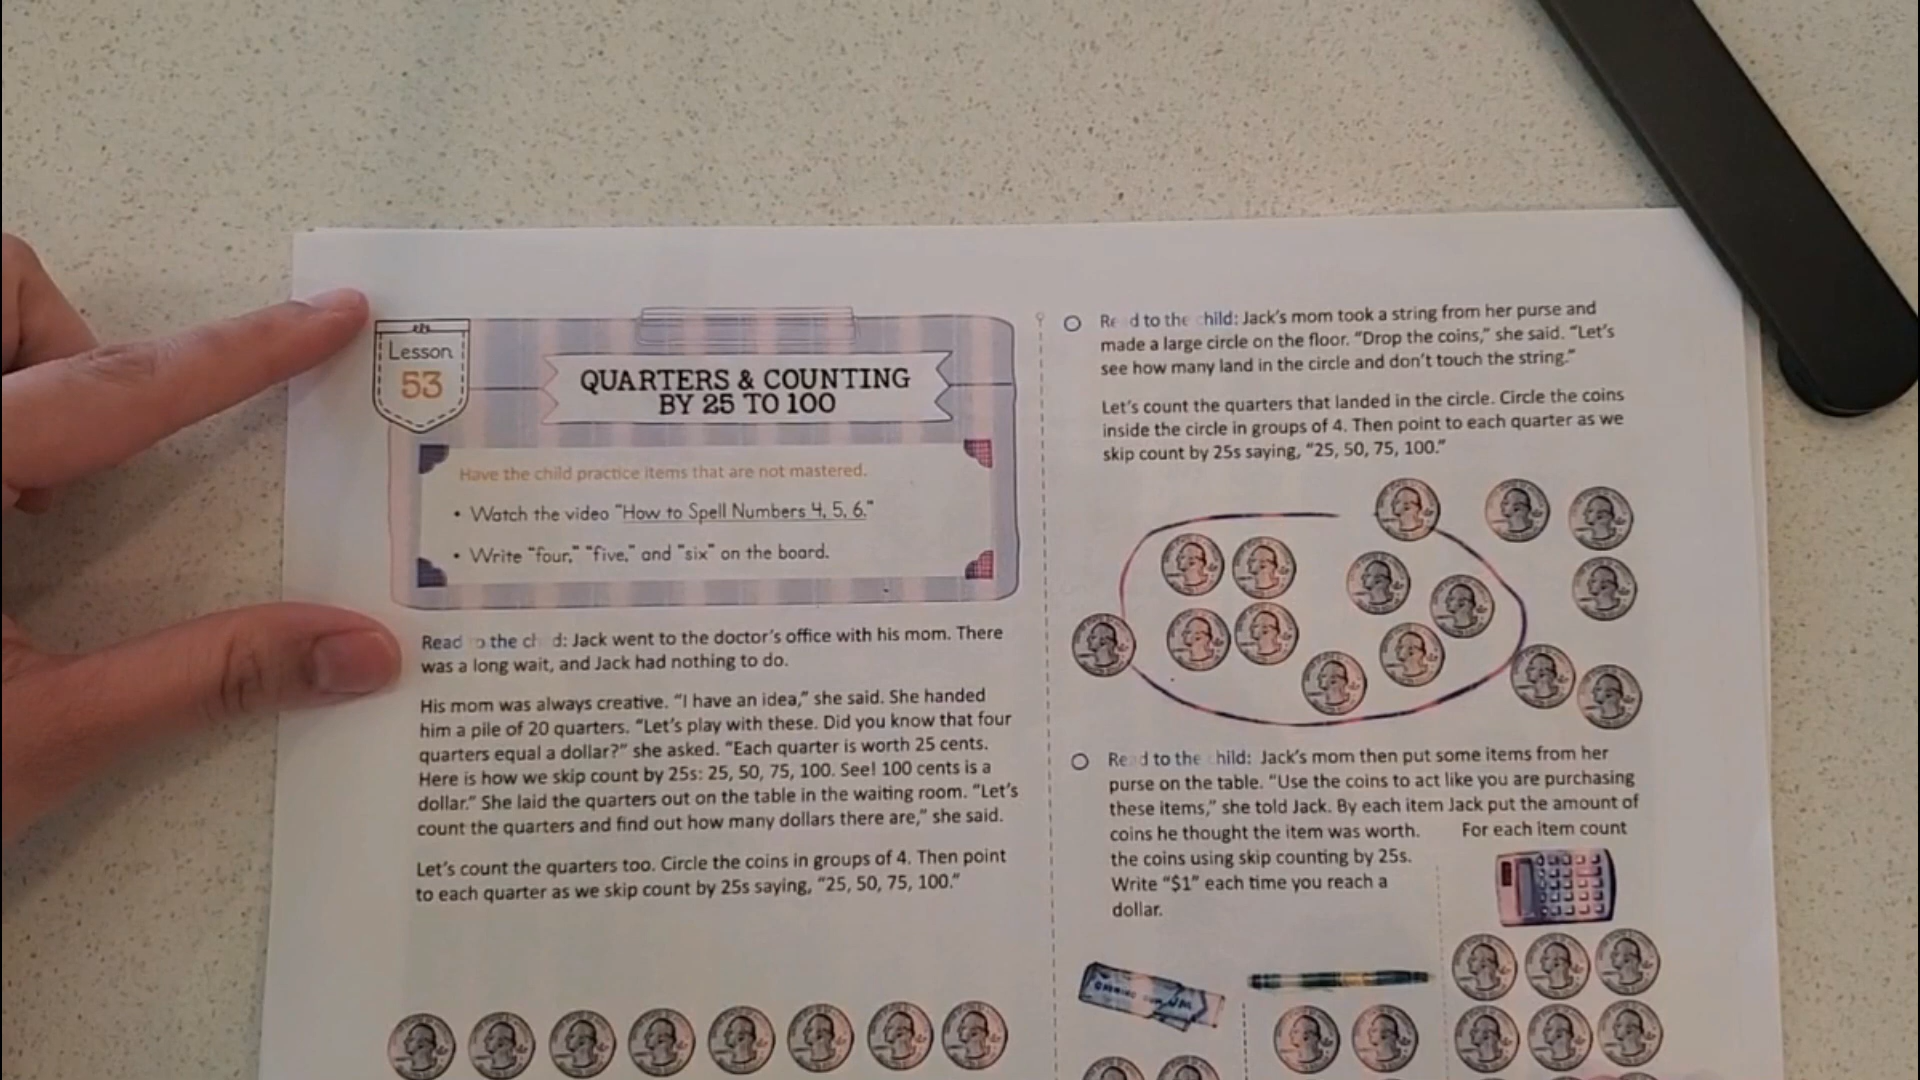 Lesson
53
QUARTERS & COUNTING
BY 25 TO 100
Have the child practice items that are not mastered.
• Watch the video "How to Spell Numbers 4, 5, 6."
• Write "four," "five," and "six" on the board.
Read to the child: Jack went to the doctor's office with his mom. There
was a long wait, and Jack had nothing to do.
His mom was always creative. "I have an idea," she said. She handed
him a pile of 20 quarters. "Let's play with these. Did you know that four
quarters equal a dollar?" she asked. "Each quarter is worth 25 cents.
Here is how we skip count by 25s: 25, 50, 75, 100. See! 100 cents is a
dollar." She laid the quarters out on the table in the waiting room. "Let's
count the quarters and find out how many dollars there are," she said.
Let's count the quarters too. Circle the coins in groups of 4. Then point
to each quarter as we skip count by 25s saying, "25, 50, 75, 100."
Read to the child: Jack's mom took a string from her purse and
made a large circle on the floor. "Drop the coins," she said. "Let's
see how many land in the circle and don't touch the string."
Let's count the quarters that landed in the circle. Circle the coins
inside the circle in groups of 4. Then point to each quarter as we
skip count by 25s saying, "25, 50, 75, 100."
Read to the child: Jack's mom then put some items from her
purse on the table. "Use the coins to act like you are purchasing
these items," she told Jack. By each item Jack put the amount of
coins he thought the item was worth. For each item count
the coins using skip counting by 25s.
Write "$1" each time you reach a
dollar.